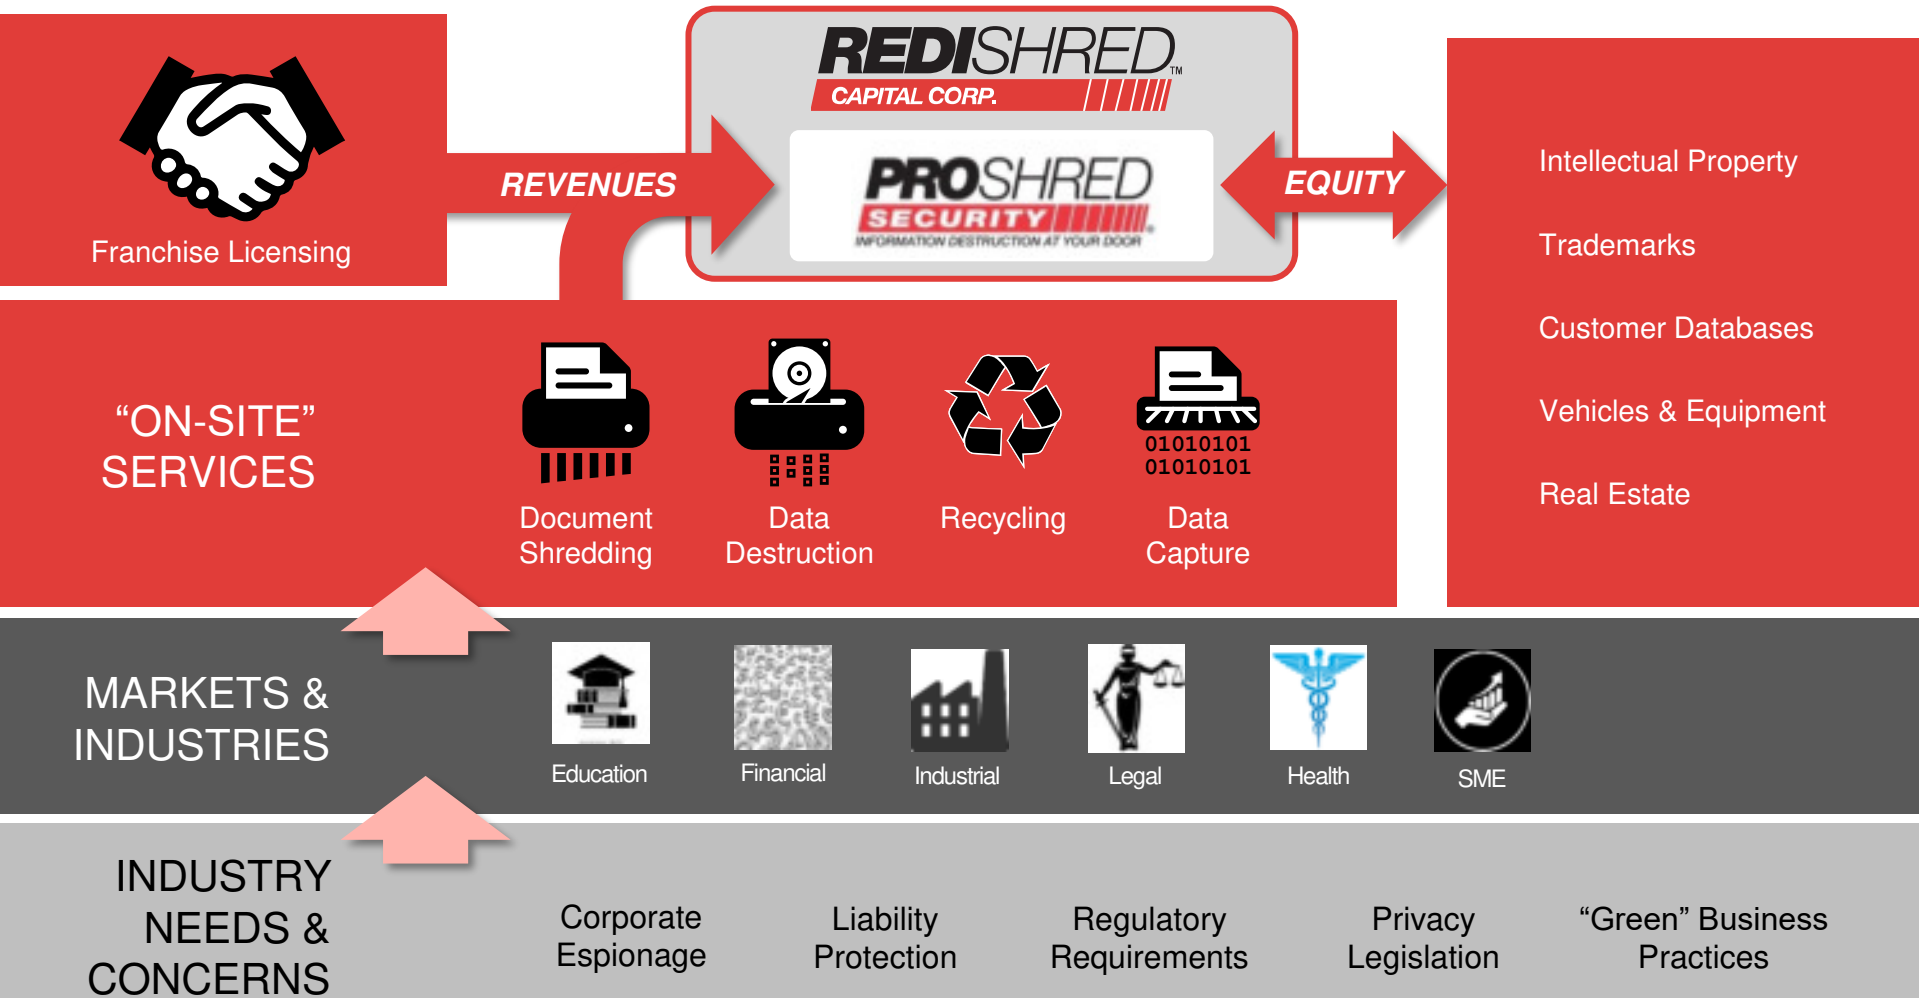 REDISHRED™
CAPITAL CORP.
PROSHRED
SECURITY®
INFORMATION DESTRUCTION AT YOUR DOOR
Franchise Licensing
REVENUES
EQUITY
Intellectual Property
Trademarks
Customer Databases
Vehicles & Equipment
Real Estate
“ON-SITE”
SERVICES
01010101
01010101
Document
Shredding
Data
Destruction
Recycling
Data
Capture
MARKETS &
INDUSTRIES
Education
Financial
Industrial
Legal
Health
SME
INDUSTRY
NEEDS &
CONCERNS
Corporate
Espionage
Liability
Protection
Regulatory
Requirements
Privacy
Legislation
“Green” Business
Practices